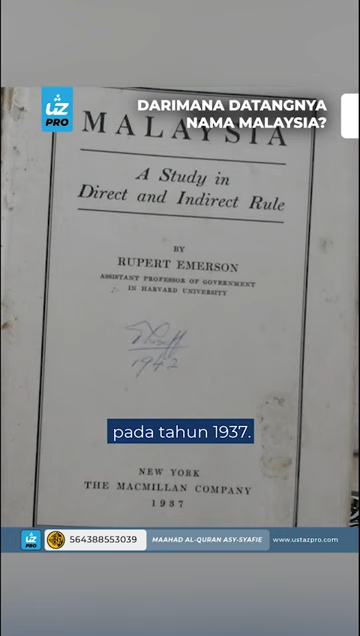 UZ
PRO
DARIMANA DATANGNYA
NAMA MALAYSIA?
MALAYSIA
A Study in
Direct and Indirect Rule
BY
RUPERT EMERSON
ASSISTANT PROFESSOR OF GOVERNMENT
IN HARVARD UNIVERSITY
1942
pada tahun 1937.
NEW YORK
THE MACMILLAN COMPANY
1937
UZ
PRO
564388553039
MAAHAD AL-QURAN ASY-SYAFIE
www.ustazpro.com